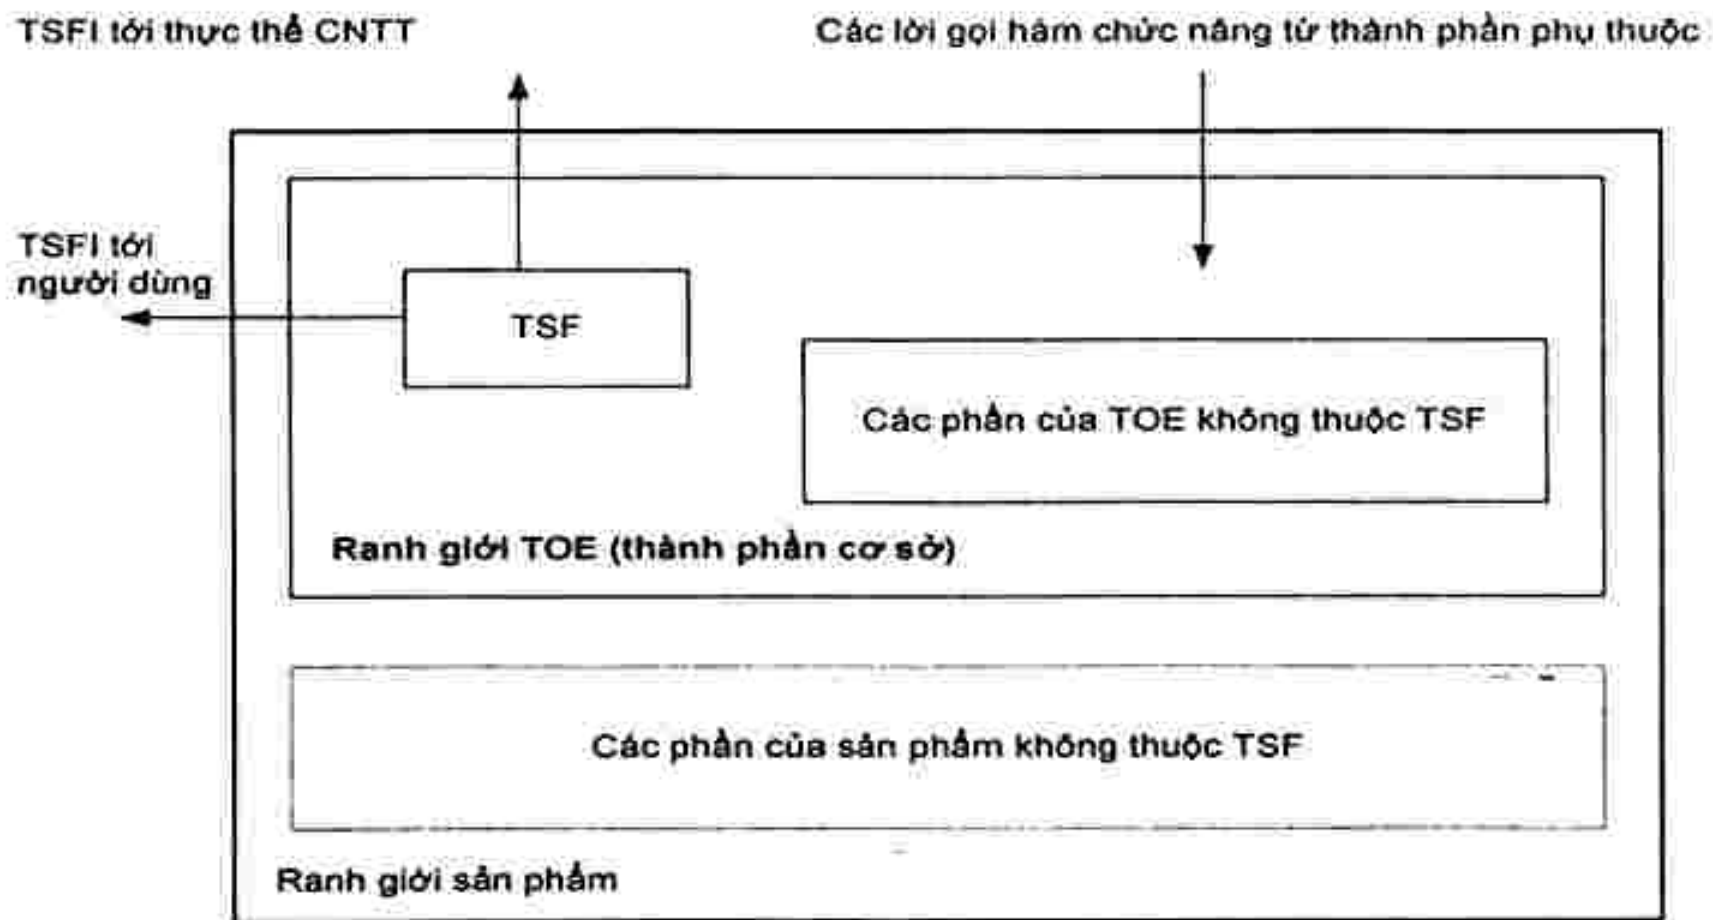 TSFI tới thực thể CNTT
Các lời gọi hàm chức năng từ thành phần phụ thuộc
TSFI tới
người dùng
TSF
Các phần của TOE không thuộc TSF
Ranh giới TOE (thành phần cơ sở)
Các phần của sản phẩm không thuộc TSF
Ranh giới sản phẩm